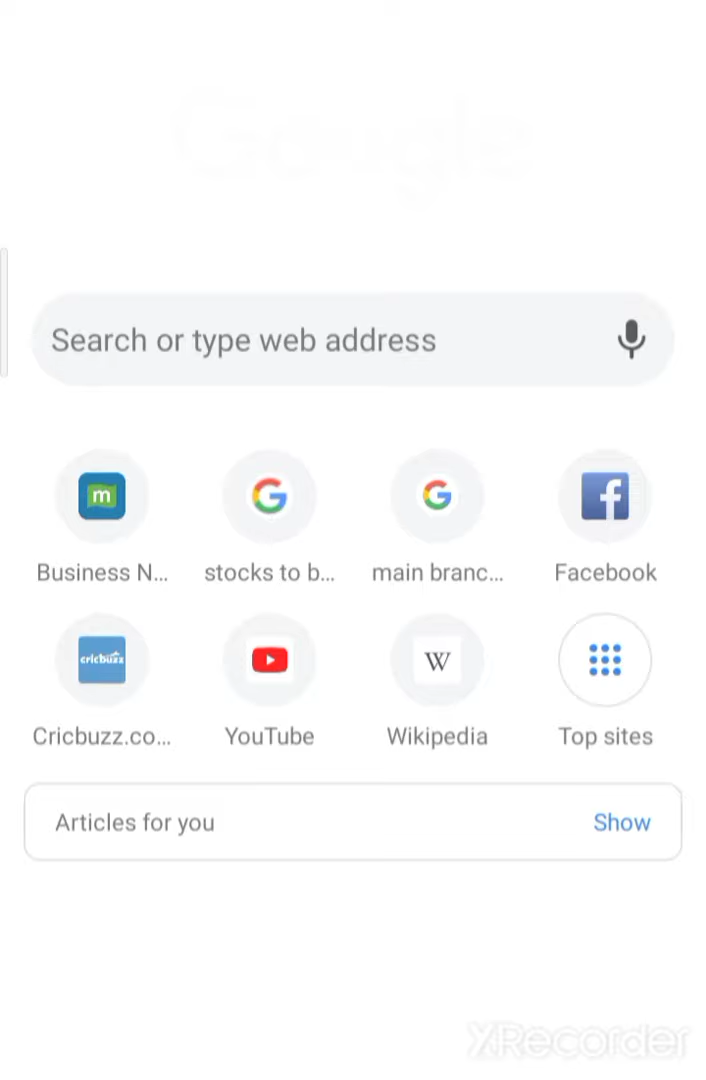 Google
Search or type web address
m
Business N...
stocks to b...
main branc...
Facebook
cricbuzz
Cricbuzz.co...
YouTube
W
Wikipedia
Top sites
Articles for you
Show
XRecorder